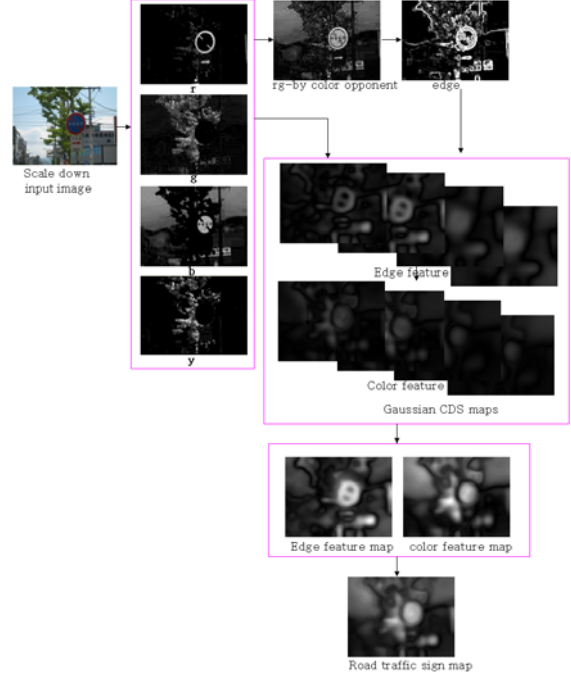 r
rg-by color opponent
edge
Scale down
input image
g
b
y
Edge feature
Color feature
Gaussian CDS maps
Edge feature map
color feature map
Road traffic sign map